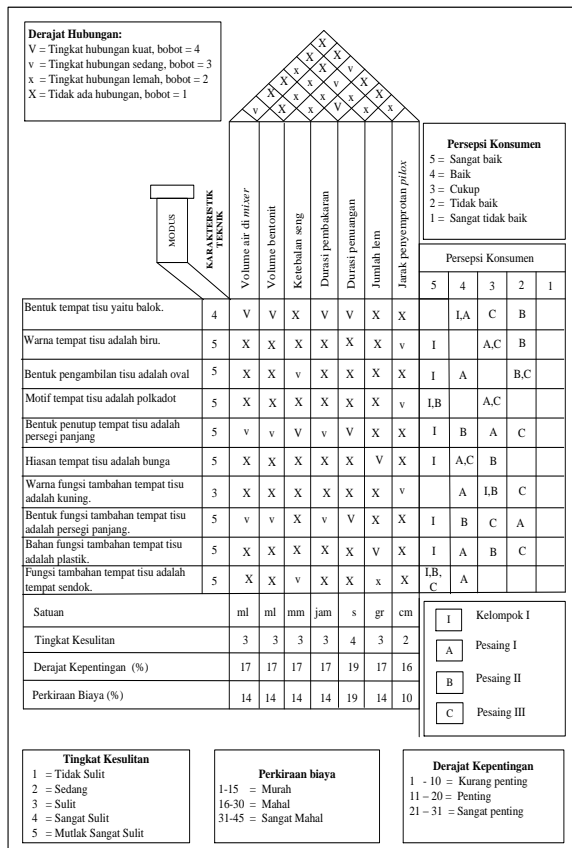 Derajat Hubungan:
V = Tingkat hubungan kuat, bobot = 4
v = Tingkat hubungan sedang, bobot = 3
x = Tingkat hubungan lemah, bobot = 2
X = Tidak ada hubungan, bobot = 1
Persepsi Konsumen
5 = Sangat baik
4 = Baik
3 = Cukup
2 = Tidak baik
1 = Sangat tidak baik
MODUS
KARAKTERISTIK TEKNIK
Volume air di mixer
Volume bentonit
Ketebalan seng
Durasi pembakaran
Durasi penuangan
Jumlah lem
Jarak penyemprotan pilox
Persepsi Konsumen
5 4 3 2 1
Bentuk tempat tisu yaitu balok. 4 V V X V V X X I,A C B
Warna tempat tisu adalah biru. 5 X X X X X X v I A,C B
Bentuk pengambilan tisu adalah oval 5 X X v X X X X I A B,C
Motif tempat tisu adalah polkadot 5 X X X X X X v I,B A,C
Bentuk penutup tempat tisu adalah
persegi panjang 5 v v V v V X X I B A C
Hiasan tempat tisu adalah bunga 5 X X X X X V X I A,C B
Warna fungsi tambahan tempat tisu
adalah kuning. 3 X X X X X X v A I,B C
Bentuk fungsi tambahan tempat tisu
adalah persegi panjang. 5 v v X v V X X I B C A
Bahan fungsi tambahan tempat tisu
adalah plastik. 5 X X X X X V X I A B C
Fungsi tambahan tempat tisu adalah
tempat sendok. 5 X X v X X x X I,B, C A
Satuan ml ml mm jam s gr cm
Tingkat Kesulitan 3 3 3 3 4 3 2
Derajat Kepentingan (%) 17 17 17 17 19 17 16
Perkiraan Biaya (%) 14 14 14 14 19 14 10
I Kelompok I
A Pesaing I
B Pesaing II
C Pesaing III
Tingkat Kesulitan
1 = Tidak Sulit
2 = Sedang
3 = Sulit
4 = Sangat Sulit
5 = Mutlak Sangat Sulit
Perkiraan biaya
1-15 = Murah
16-30 = Mahal
31-45 = Sangat Mahal
Derajat Kepentingan
1 - 10 = Kurang penting
11 – 20 = Penting
21 – 31 = Sangat penting